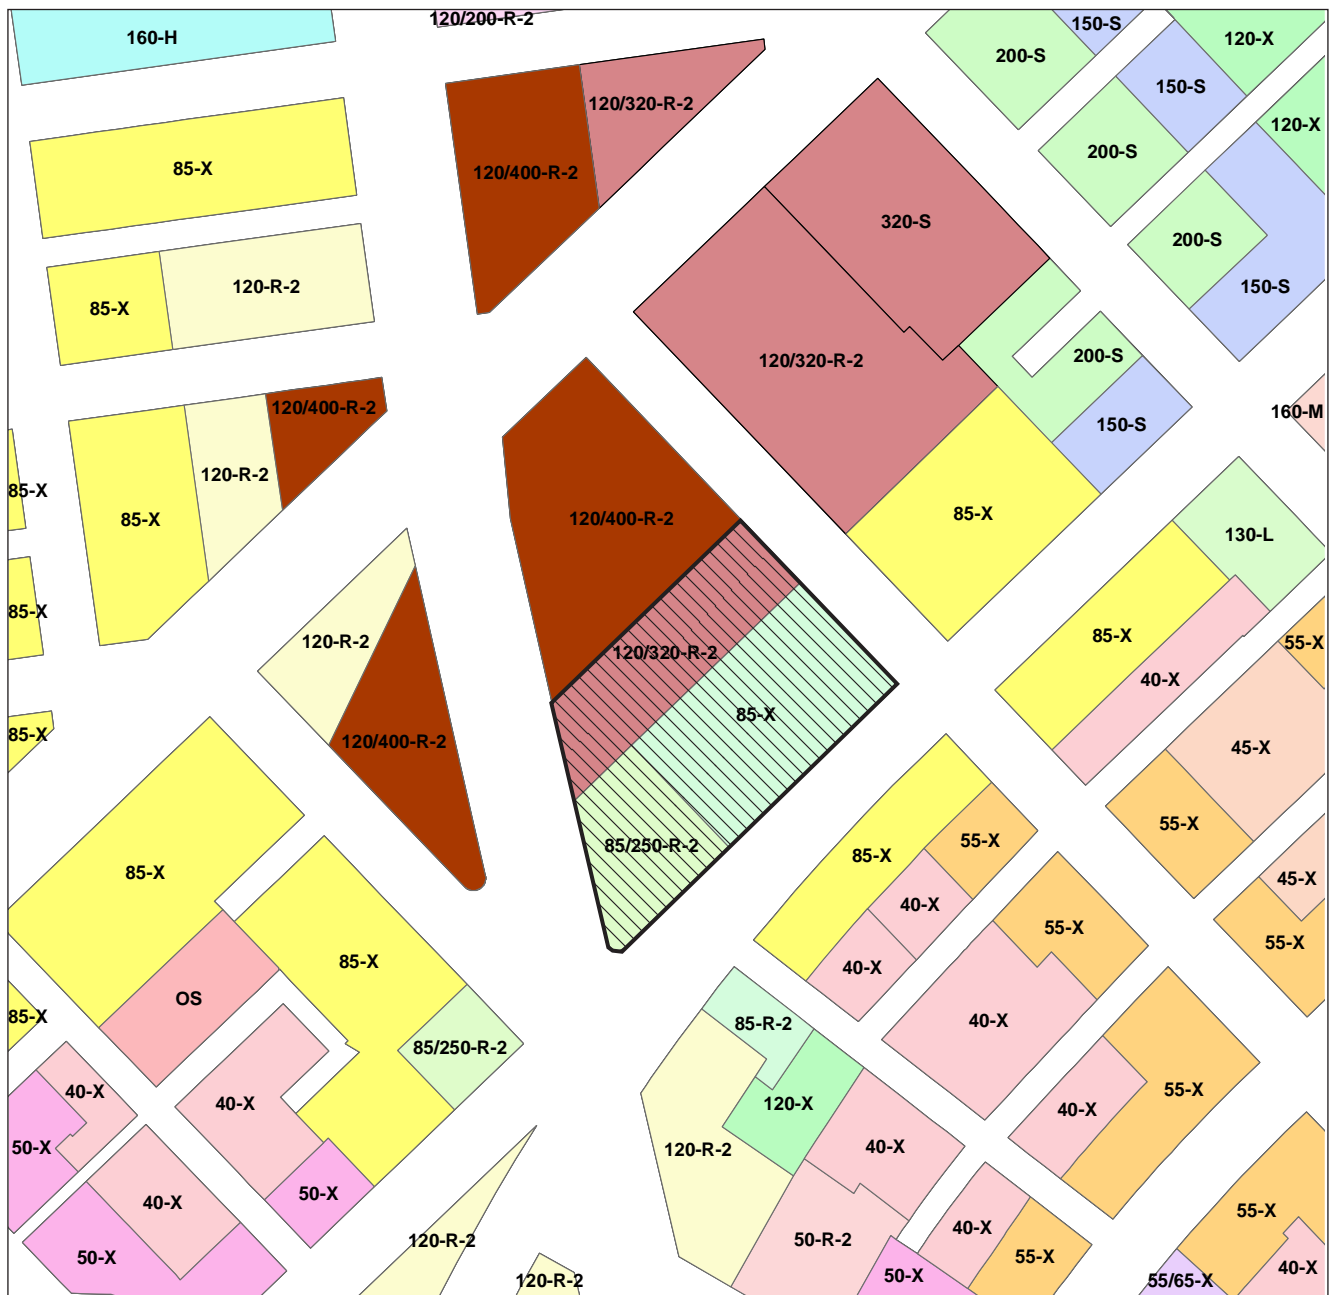 120/200-R-2
150-S
160-H
120-X
200-S
150-S
120/320-R-2
120-X
200-S
85-X
120/400-R-2
320-S
200-S
120-R-2
150-S
85-X
200-S
120/320-R-2
120/400-R-2
160-M
150-S
120-R-2
85-X
85-X
85-X
120/400-R-2
130-L
85-X
85-X
120-R-2
55-X
120/320-R-2
40-X
85-X
85-X
120/400-R-2
45-X
55-X
55-X
85/250-R-2
85-X
85-X
45-X
40-X
55-X
55-X
85-X
40-X
OS
85-X
40-X
85-R-2
85/250-R-2
40-X
55-X
40-X
120-X
40-X
50-X
40-X
120-R-2
50-X
40-X
55-X
40-X
120-R-2
50-R-2
50-X
55-X
40-X
50-X
120-R-2
55/65-X